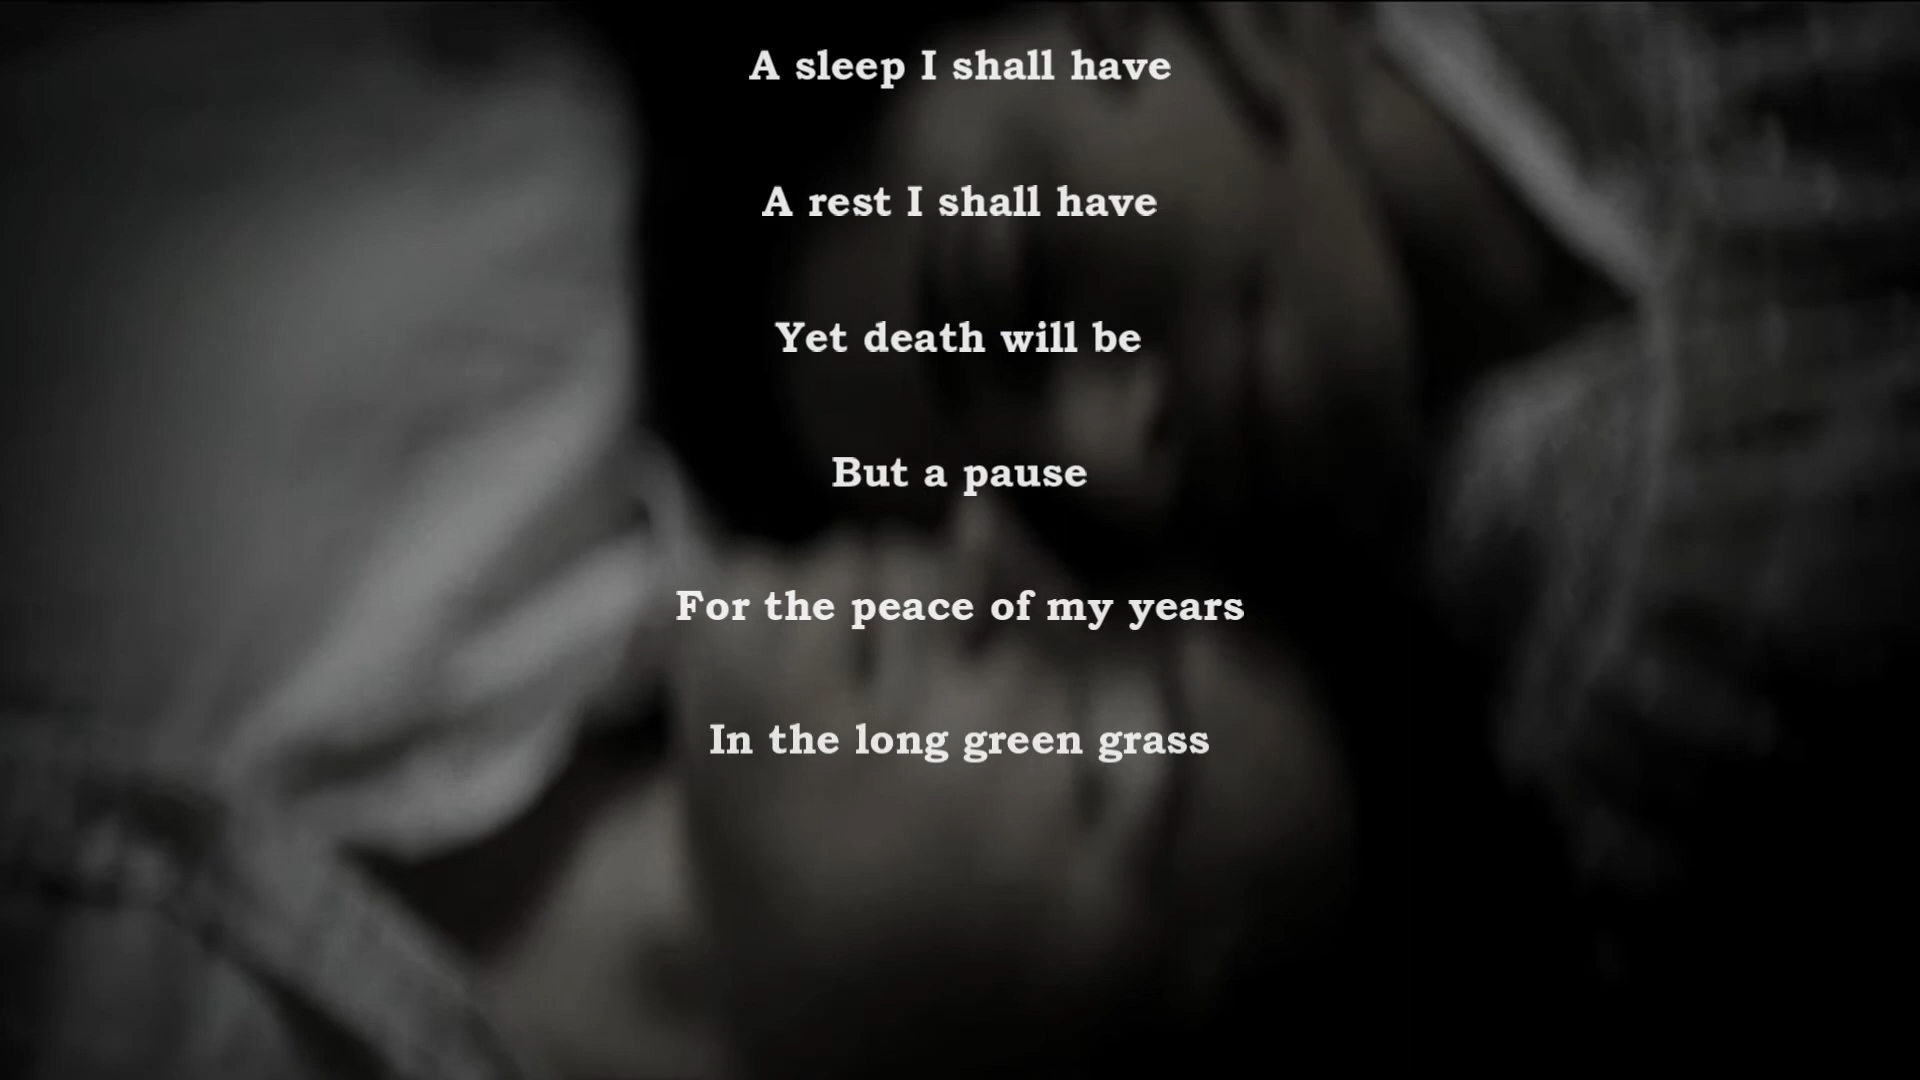 A sleep I shall have
A rest I shall have
Yet death will be
But a pause
For the peace of my years
In the long green grass